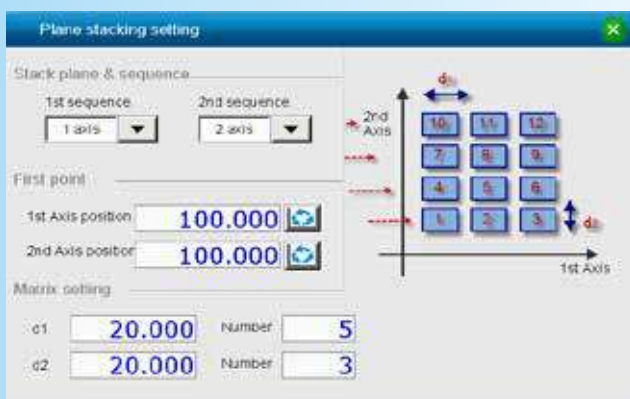 Plane stacking setting
Stack plane & sequence
1st sequence
2nd sequence
1 axis
2 axis
First point
1st Axis position
100.000
2nd Axis position
100.000
Matrix setting
d1
20.000
Number
5
d2
20.000
Number
3
d1
2nd
Axis
10 11 12
7 8 9
4 5 6
1 2 3
d2
1st Axis